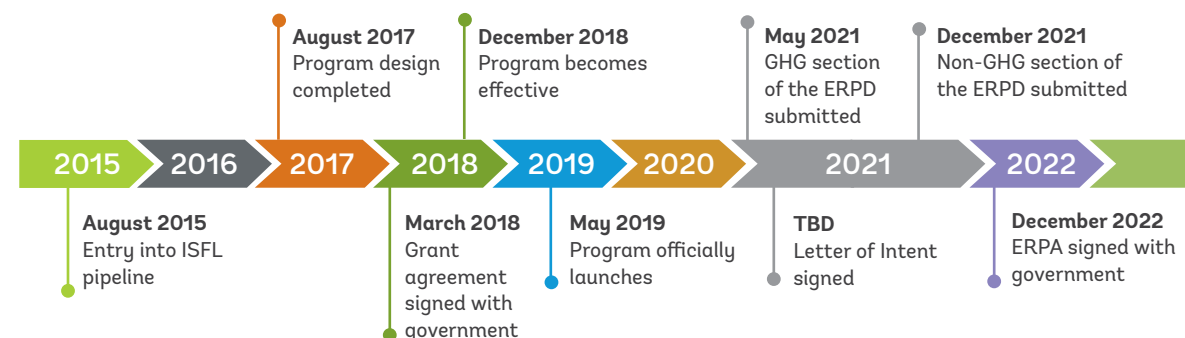 August 2017
Program design
completed
December 2018
Program becomes
effective
May 2021
GHG section
of the ERPD
submitted
December 2021
Non-GHG section of
the ERPD submitted
2015
2016
2017
2018
2019
2020
2021
2022
August 2015
Entry into ISFL
pipeline
March 2018
Grant
agreement
signed with
government
May 2019
Program officially
launches
TBD
Letter of Intent
signed
December 2022
ERPA signed with
government